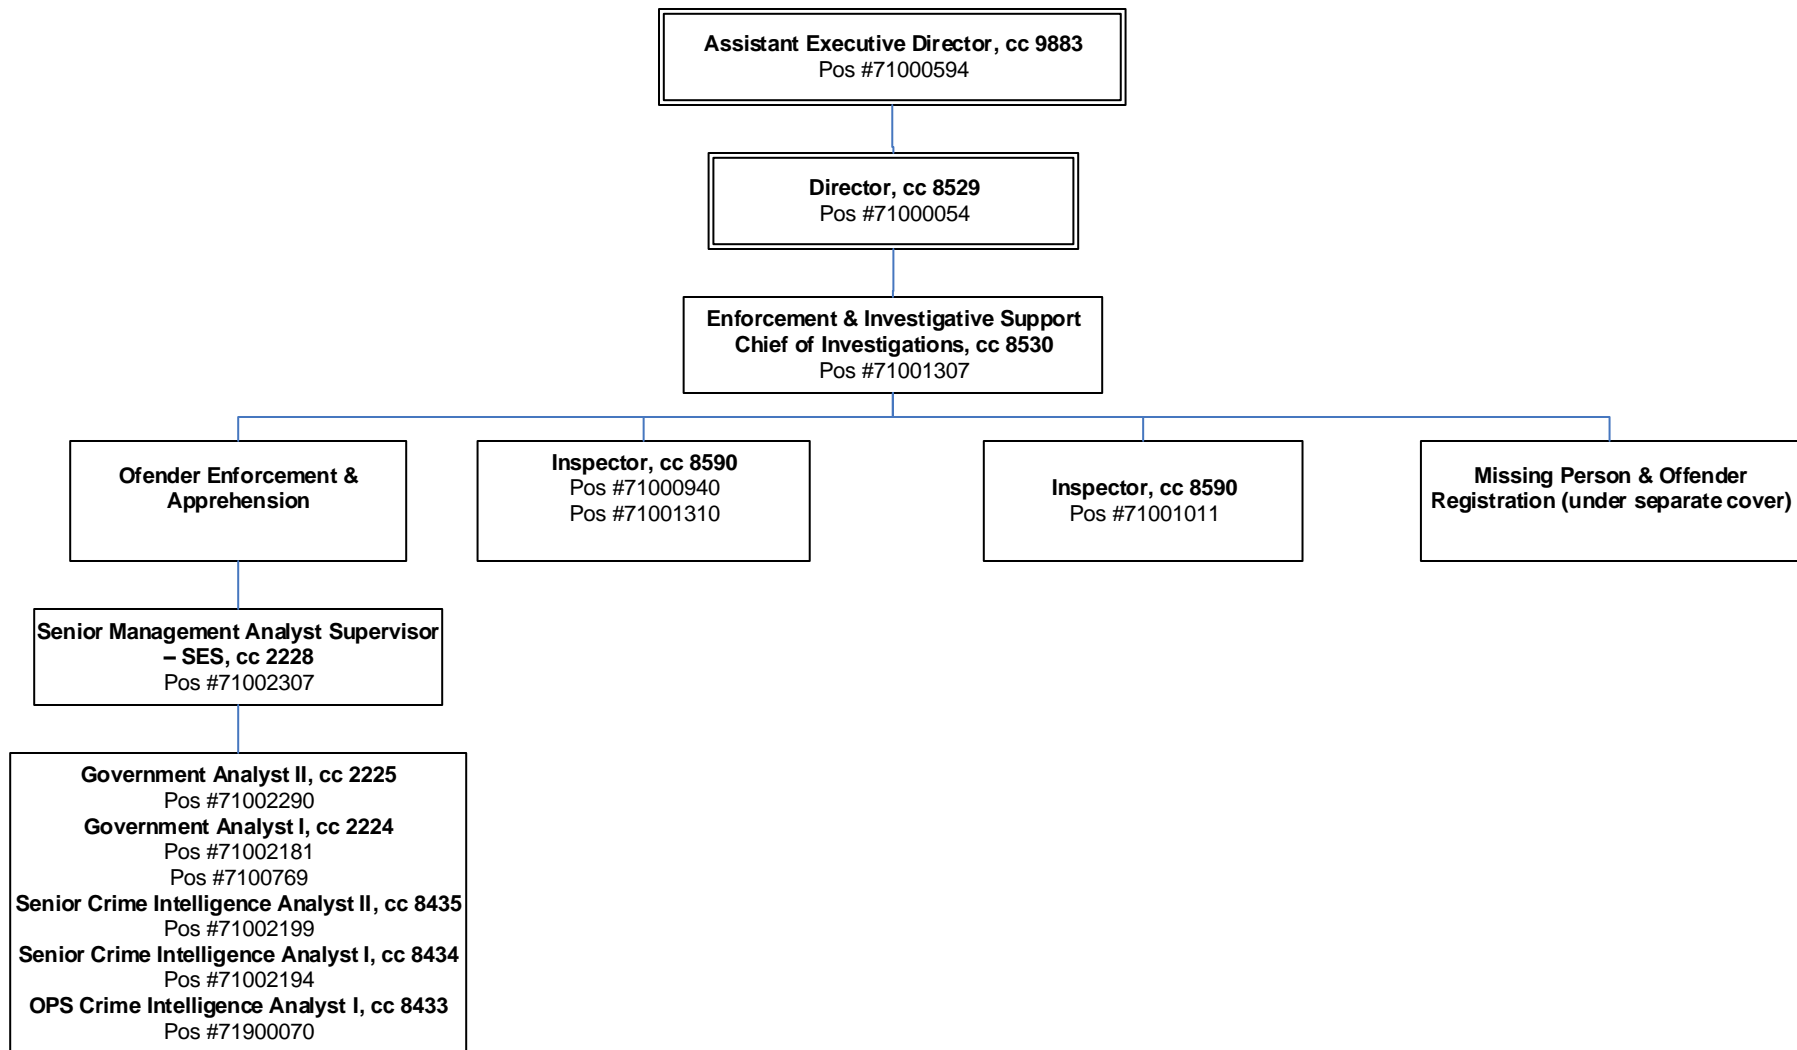 Assistant Executive Director, cc 9883
Pos #71000594
Director, cc 8529
Pos #71000054
Enforcement & Investigative Support
Chief of Investigations, cc 8530
Pos #71001307
Ofender Enforcement &
Apprehension
Inspector, cc 8590
Pos #71000940
Pos #71001310
Inspector, cc 8590
Pos #71001011
Missing Person & Offender
Registration (under separate cover)
Senior Management Analyst Supervisor
– SES, cc 2228
Pos #71002307
Government Analyst II, cc 2225
Pos #71002290
Government Analyst I, cc 2224
Pos #71002181
Pos #7100769
Senior Crime Intelligence Analyst II, cc 8435
Pos #71002199
Senior Crime Intelligence Analyst I, cc 8434
Pos #71002194
OPS Crime Intelligence Analyst I, cc 8433
Pos #71900070